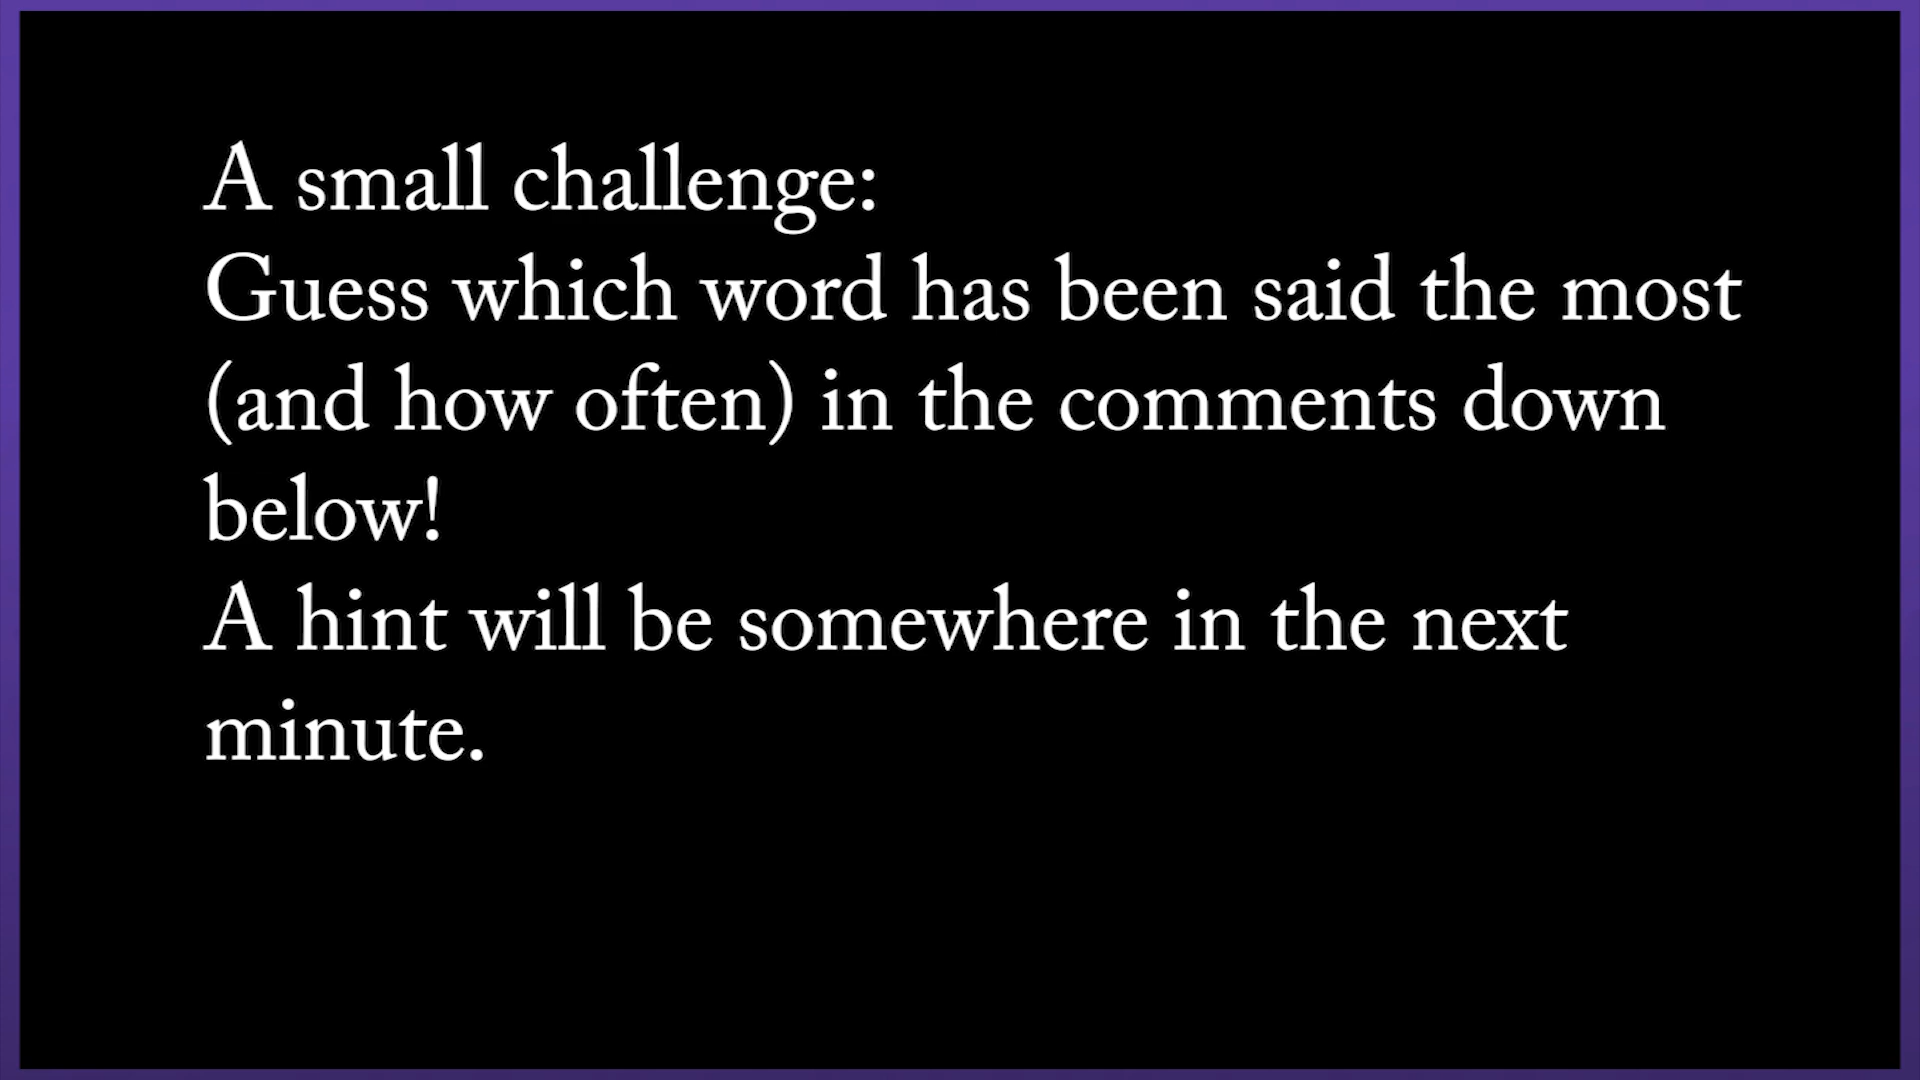 A small challenge:
Guess which word has been said the most
(and how often) in the comments down
below!
A hint will be somewhere in the next
minute.